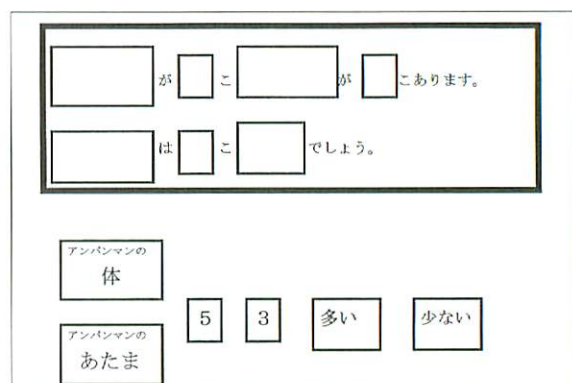 が こ が こあります。
は こ でしょう。
アンパンマンの
体
5 3 多い 少ない
アンパンマンの
あたま